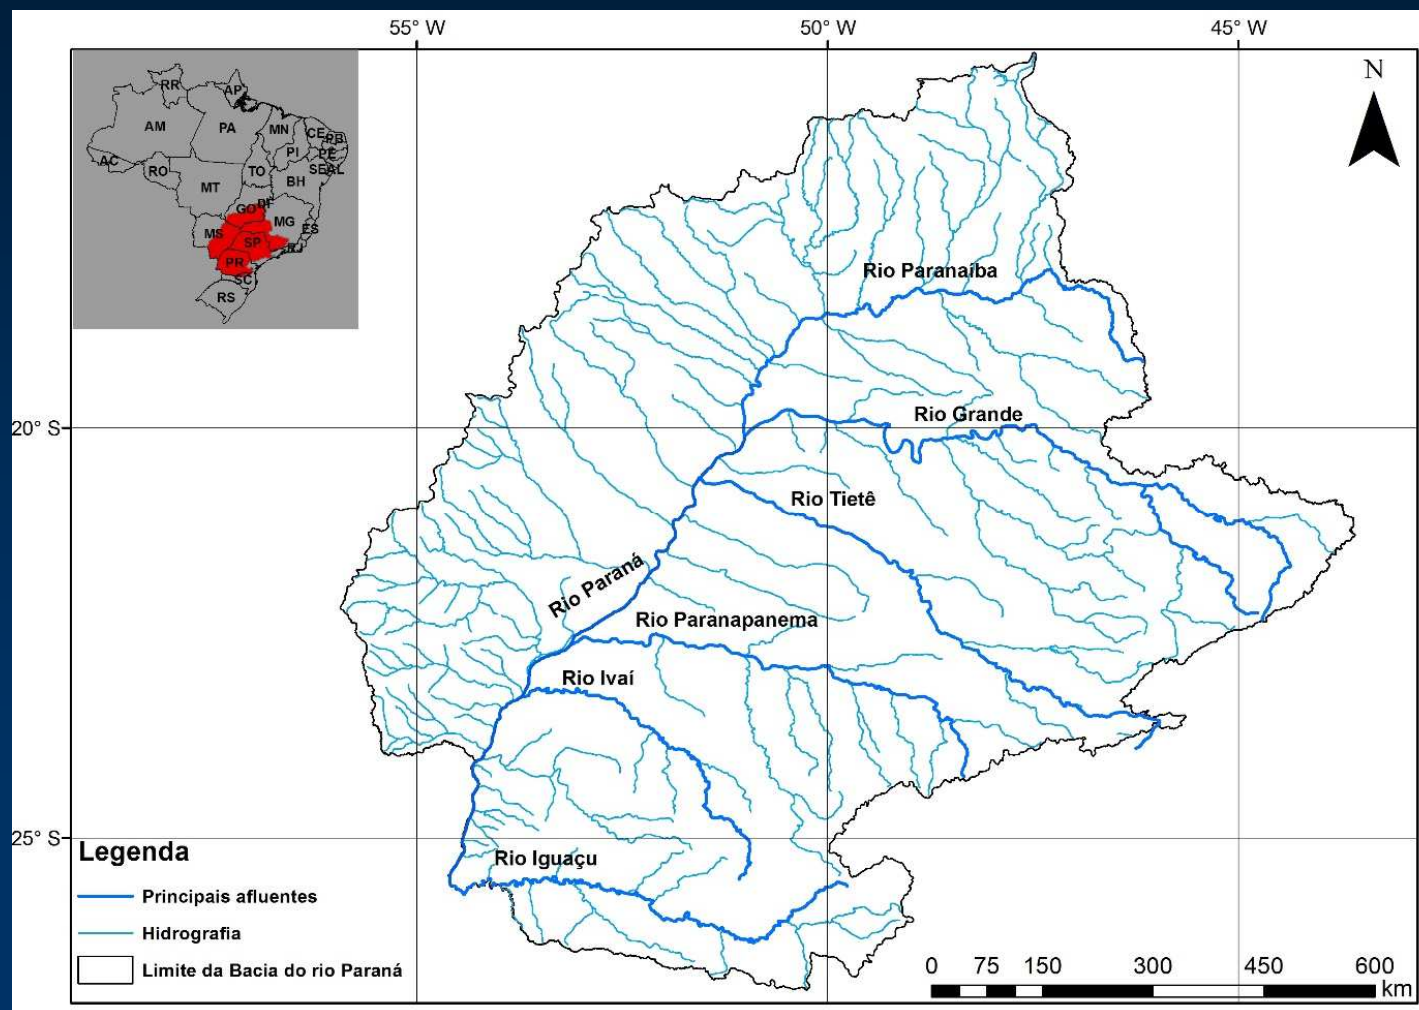 55° W
50° W
45° W
N
RR
AP
AM
PA
MN
CE
PB
PI
PE
AC
RO
TO
SEAL
MT
BH
GO
DF
MG
MS
ES
SP
RJ
PR
SC
RS
Rio Paranaíba
20° S
Rio Grande
Rio Tietê
Rio Paraná
Rio Paranapanema
Rio Ivaí
25° S
Rio Iguaçu
Legenda
Principais afluentes
Hidrografia
Limite da Bacia do rio Paraná
0 75 150 300 450 600
km